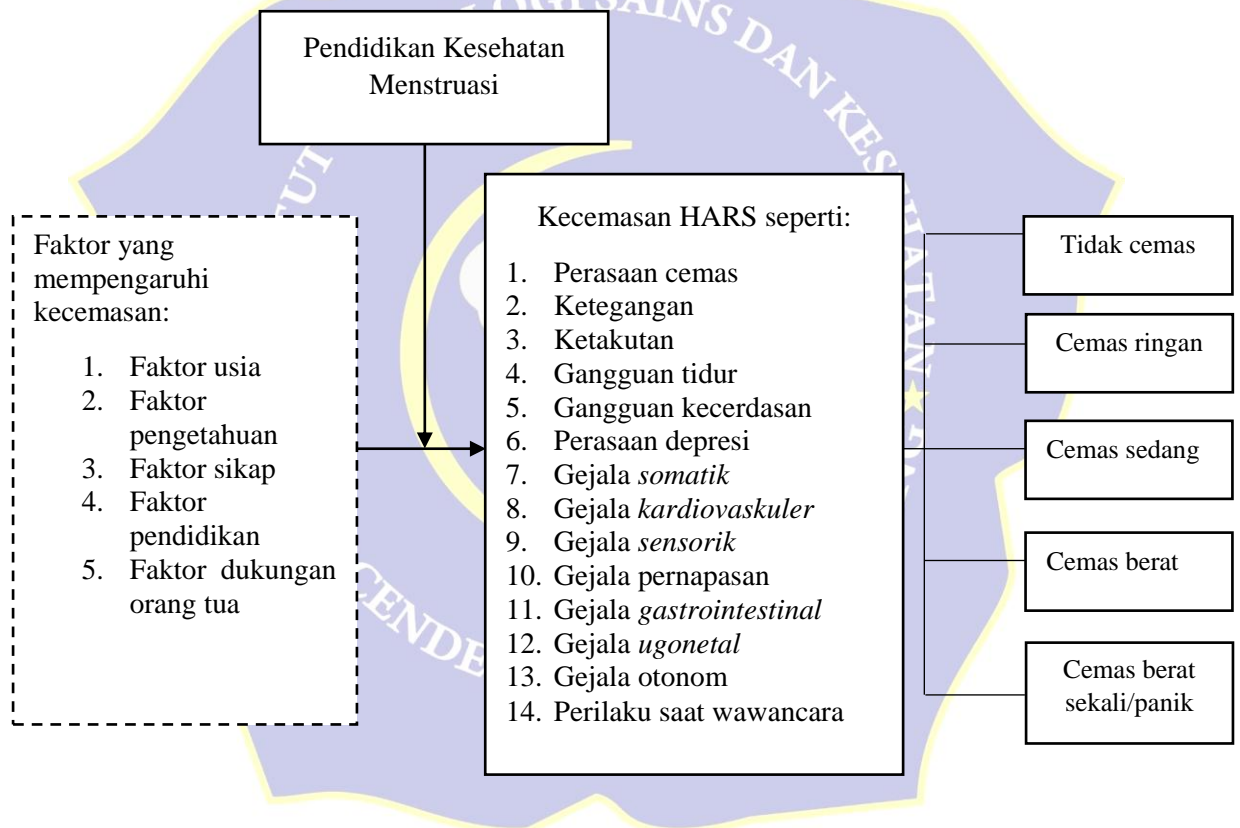 Pendidikan Kesehatan
Menstruasi
Faktor yang
mempengaruhi
kecemasan:
1. Faktor usia
2. Faktor
pengetahuan
3. Faktor sikap
4. Faktor
pendidikan
5. Faktor dukungan
orang tua
Kecemasan HARS seperti:
1. Perasaan cemas
2. Ketegangan
3. Ketakutan
4. Gangguan tidur
5. Gangguan kecerdasan
6. Perasaan depresi
7. Gejala somatik
8. Gejala kardiovaskuler
9. Gejala sensorik
10. Gejala pernapasan
11. Gejala gastrointestinal
12. Gejala ugonetal
13. Gejala otonom
14. Perilaku saat wawancara
Tidak cemas
Cemas ringan
Cemas sedang
Cemas berat
Cemas berat
sekali/panik
SAINS DAN